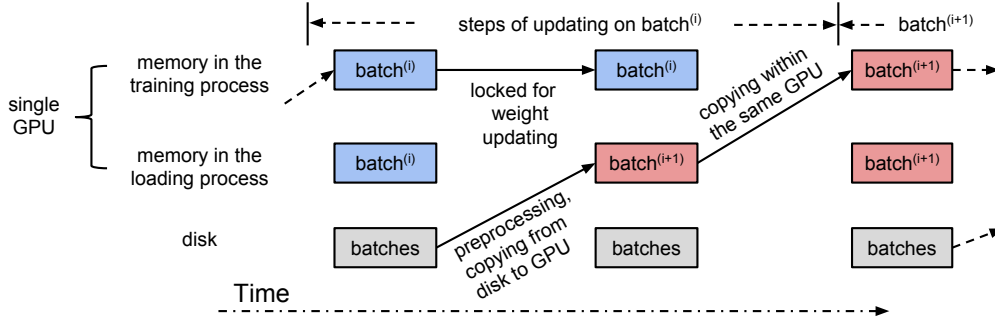 steps of updating on batch⁽ⁱ⁾
batch⁽ⁱ⁺¹⁾
single
GPU
memory in the
training process
batch⁽ⁱ⁾
locked for
weight
updating
batch⁽ⁱ⁾
copying within
the same GPU
batch⁽ⁱ⁺¹⁾
memory in the
loading process
batch⁽ⁱ⁾
batch⁽ⁱ⁺¹⁾
batch⁽ⁱ⁺¹⁾
disk
batches
preprocessing,
copying from
disk to GPU
batches
batches
Time